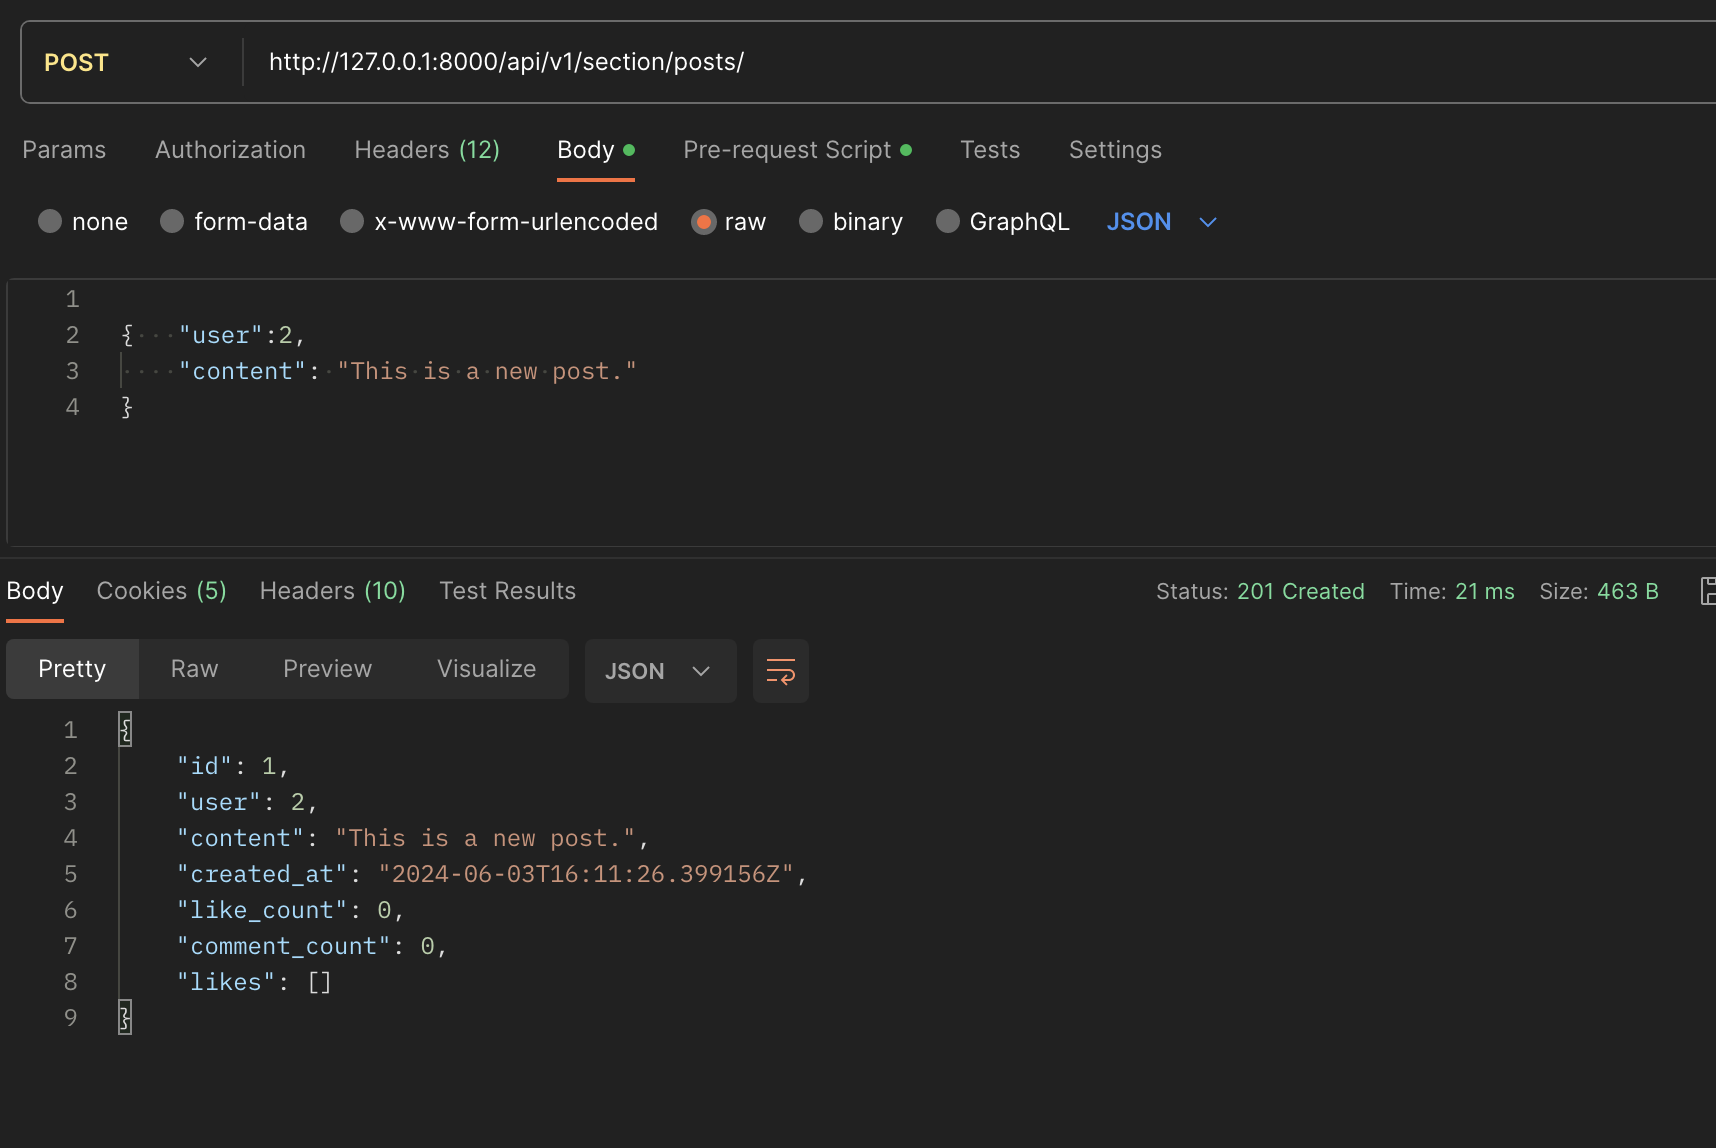 POST http://127.0.0.1:8000/api/v1/section/posts/
Params Authorization Headers (12) Body Pre-request Script Tests Settings
none form-data x-www-form-urlencoded raw binary GraphQL JSON
1
2 { "user":2,
3 "content": "This is a new post."
4 }
Body Cookies (5) Headers (10) Test Results Status: 201 Created Time: 21 ms Size: 463 B
Pretty Raw Preview Visualize JSON
1 {
2 "id": 1,
3 "user": 2,
4 "content": "This is a new post.",
5 "created_at": "2024-06-03T16:11:26.399156Z",
6 "like_count": 0,
7 "comment_count": 0,
8 "likes": []
9 }